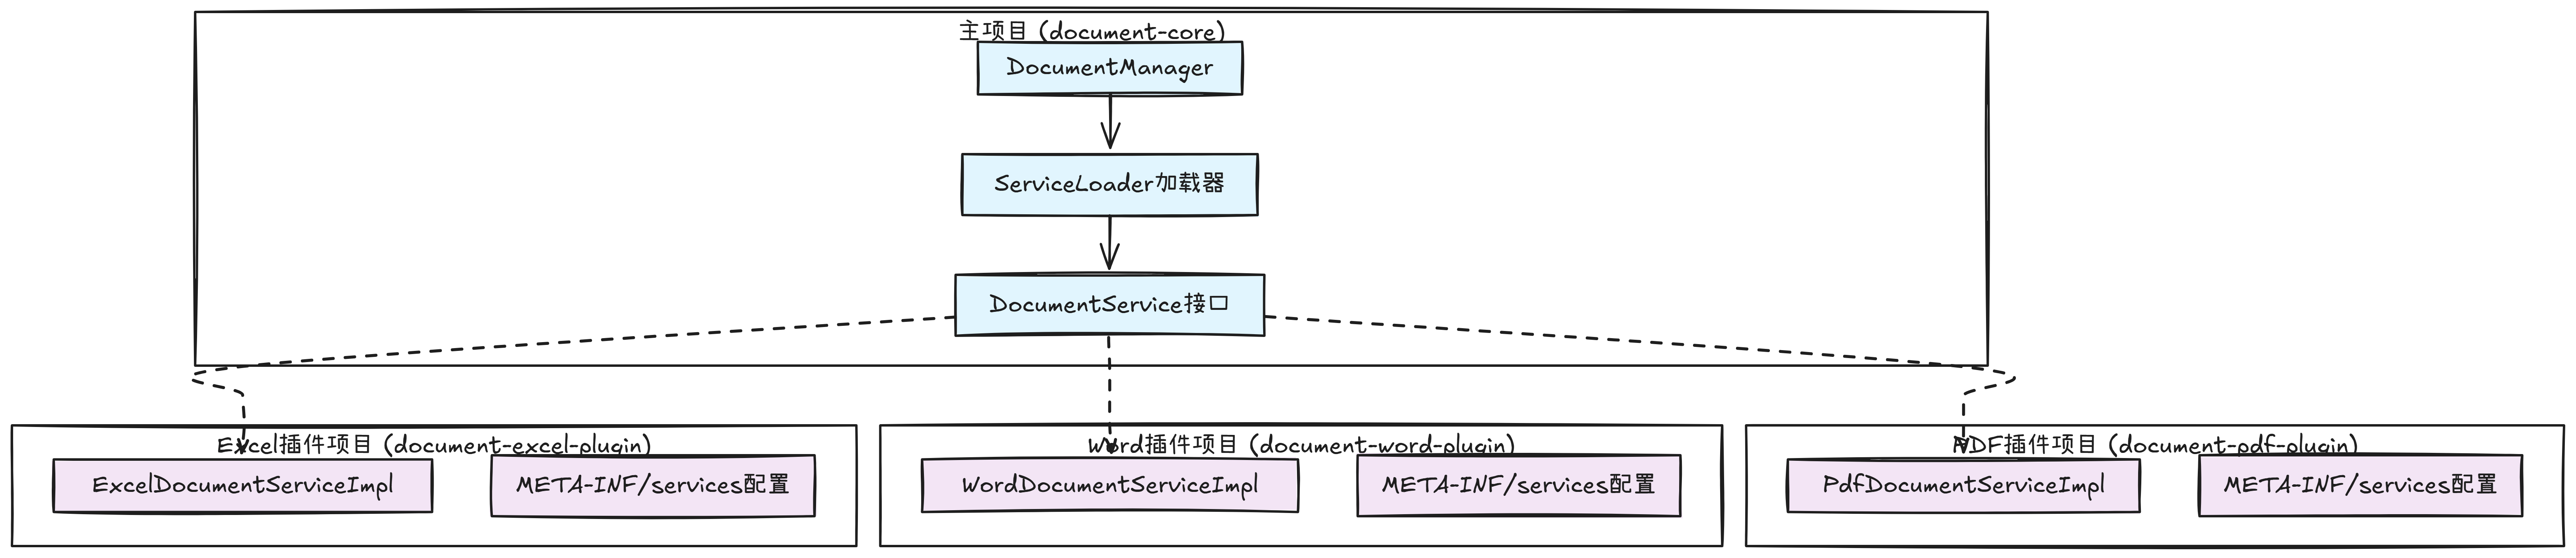 主项目 (document-core)
DocumentManager
ServiceLoader加载器
DocumentService接口
Excel插件项目 (document-excel-plugin)
ExcelDocumentServiceImpl
META-INF/services配置
Word插件项目 (document-word-plugin)
WordDocumentServiceImpl
META-INF/services配置
PDF插件项目 (document-pdf-plugin)
PdfDocumentServiceImpl
META-INF/services配置